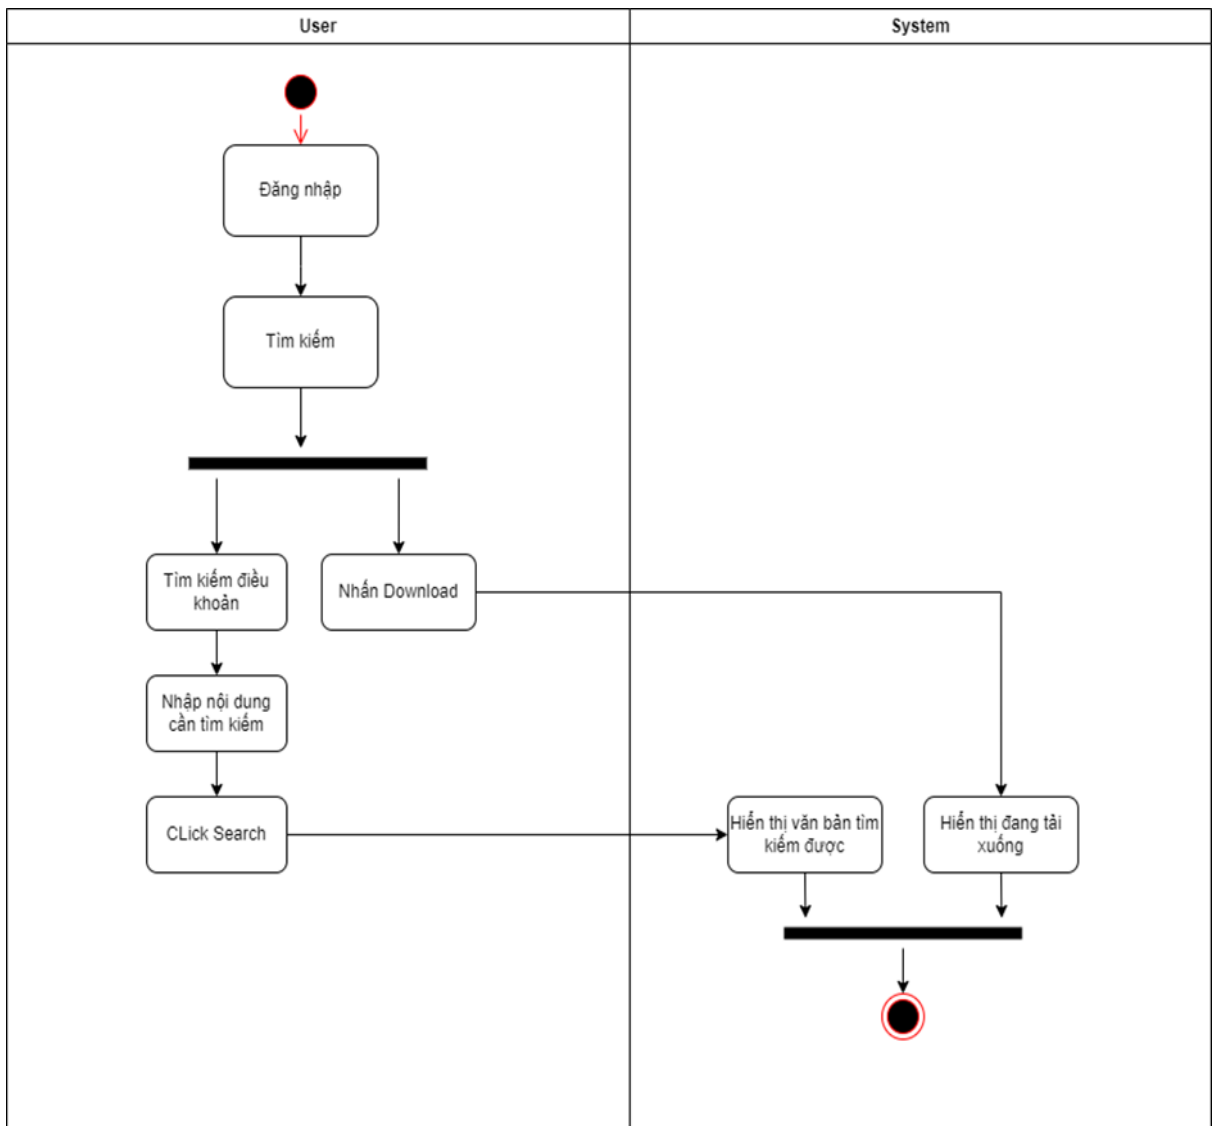 User
System
Đăng nhập
Tìm kiếm
Tìm kiếm điều
khoản
Nhấn Download
Nhập nội dung
cần tìm kiếm
CLick Search
Hiển thị văn bản tìm
kiếm được
Hiển thị đang tải
xuống